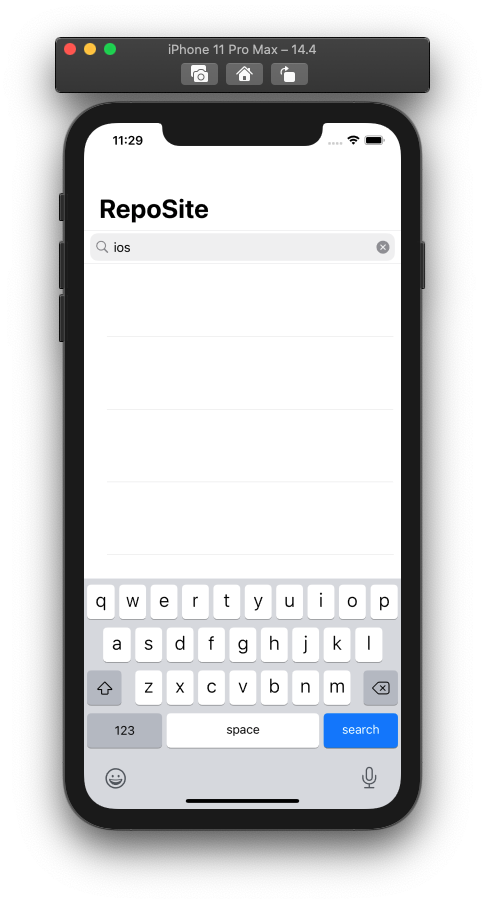 iPhone 11 Pro Max – 14.4
11:29
RepoSite
ios
q w e r t y u i o p
a s d f g h j k l
z x c v b n m
123 space search